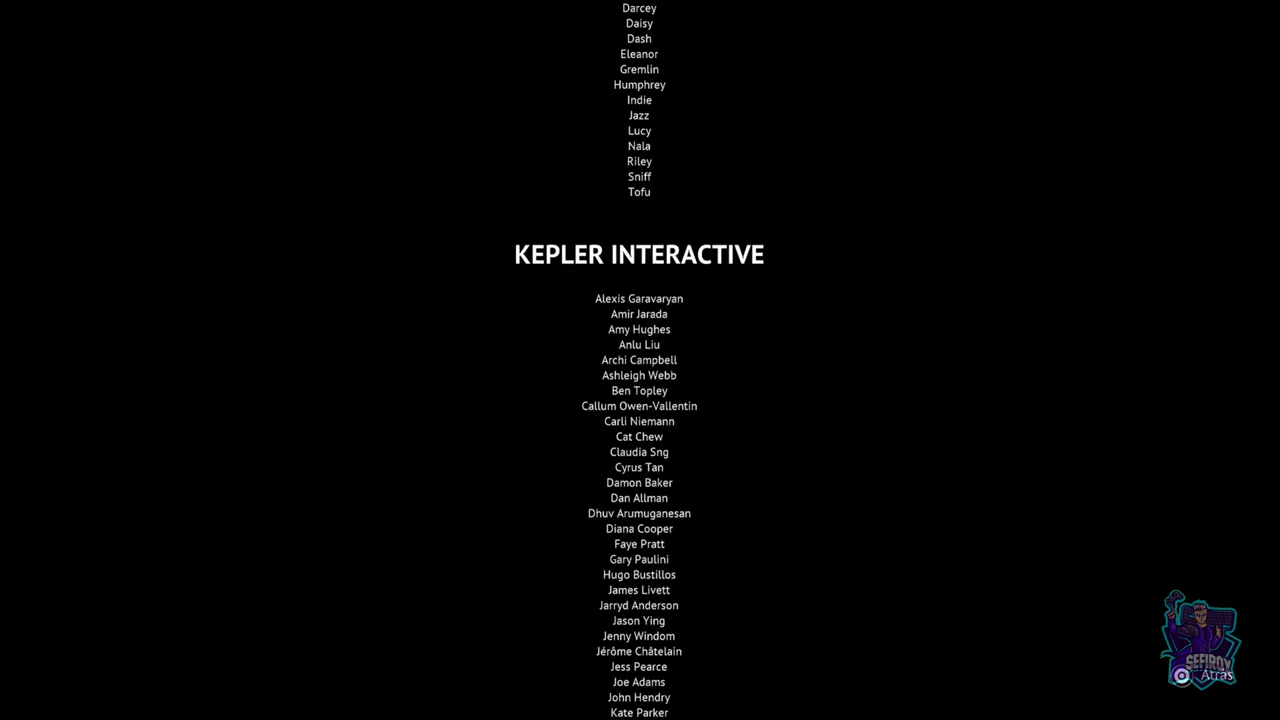 Darcey
Daisy
Dash
Eleanor
Gremlin
Humphrey
Indie
Jazz
Lucy
Nala
Riley
Sniff
Tofu
KEPLER INTERACTIVE
Alexis Garavaryan
Amir Jarada
Amy Hughes
Anlu Liu
Archi Campbell
Ashleigh Webb
Ben Topley
Callum Owen-Vallentin
Carli Niemann
Cat Chew
Claudia Sng
Cyrus Tan
Damon Baker
Dan Allman
Dhuv Arumuganesan
Diana Cooper
Faye Pratt
Gary Paulini
Hugo Bustillos
James Livett
Jarryd Anderson
Jason Ying
Jenny Windom
Jérôme Châtelain
Jess Pearce
Joe Adams
John Hendry
Kate Parker
SEFIROY
Atrás